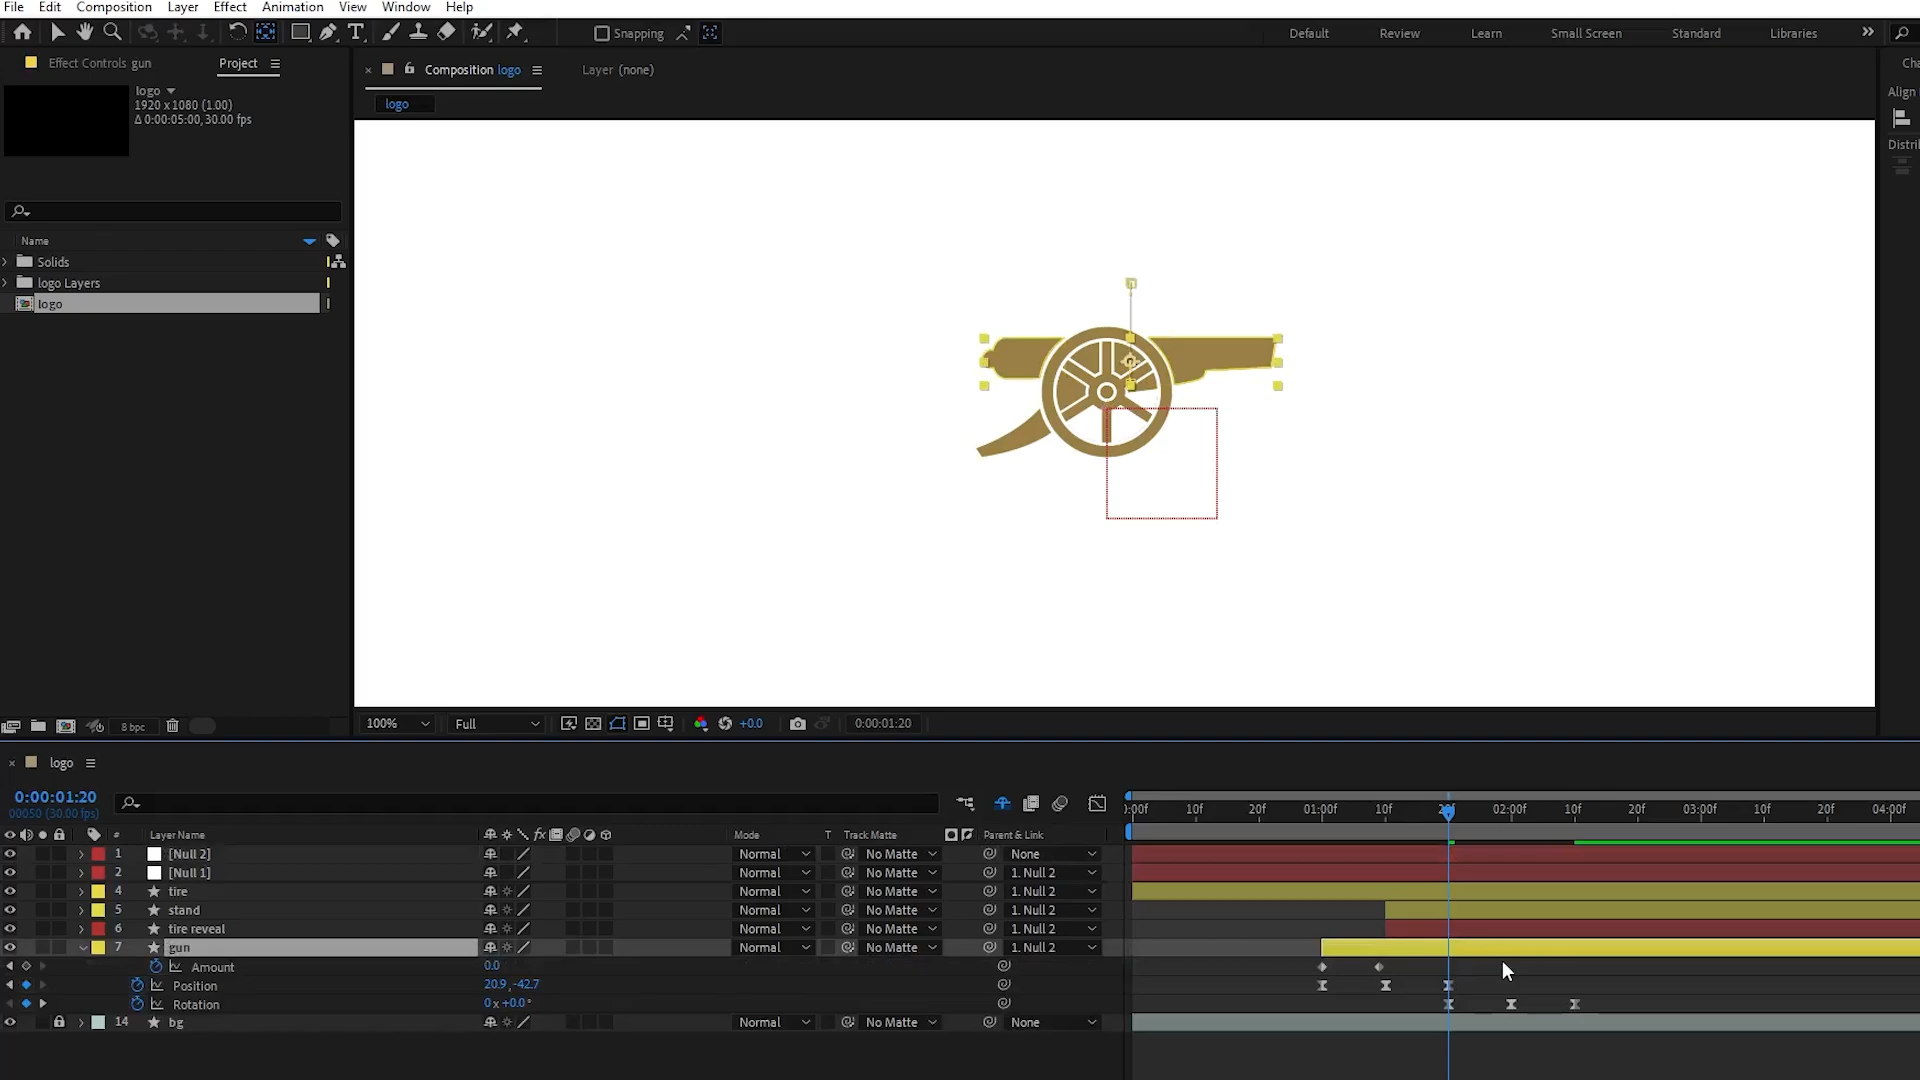 File Edit Composition Layer Effect Animation View Window Help
Snapping
Default Review Learn Small Screen Standard Libraries
Effect Controls gun Project
Composition logo Layer (none)
logo
logo
1920 x 1080 (1.00)
Δ 0:00:05:00, 30.00 fps
Align
Name
Solids
logo Layers
logo
8 bpc
100% Full +0.0 0:00:01:20
logo
0:00:01:20
00050 (30.00 fps)
:00f 10f 20f 01:00f 10f 20f 02:00f 10f 20f 03:00f 10f 20f 04:00f
# Layer Name fx Mode T Track Matte Parent & Link
1 [Null 2] Normal No Matte None
2 [Null 1] Normal No Matte 1. Null 2
4 tire Normal No Matte 1. Null 2
5 stand Normal No Matte 1. Null 2
6 tire reveal Normal No Matte 1. Null 2
7 gun Normal No Matte 1. Null 2
Amount 0.0
Position 20.9, -42.7
Rotation 0 x +0.0°
14 bg Normal No Matte None